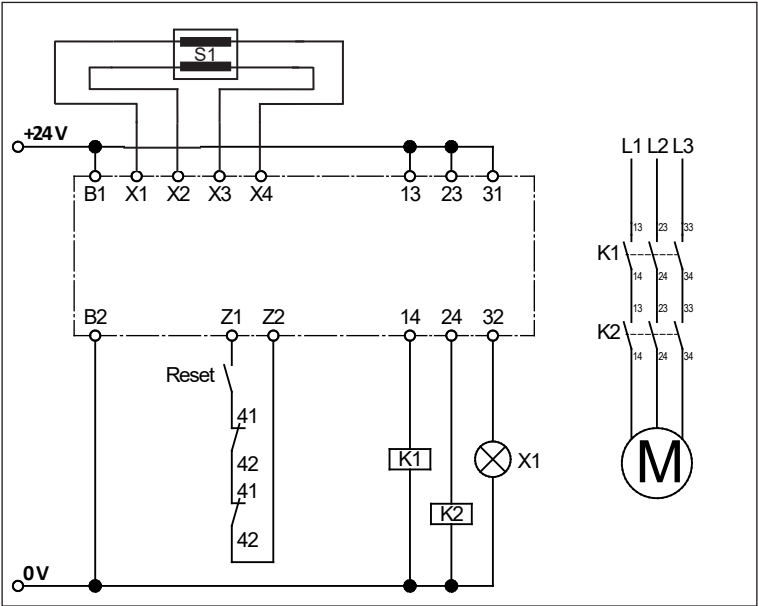 S1
+24 V
L1 L2 L3
B1 X1 X2 X3 X4 13 23 31
13 23 33
K1
14 24 34
13 23 33
K2
14 24 34
B2 Z1 Z2 14 24 32
Reset
41
42
41
42
K1
X1
K2
M
0 V